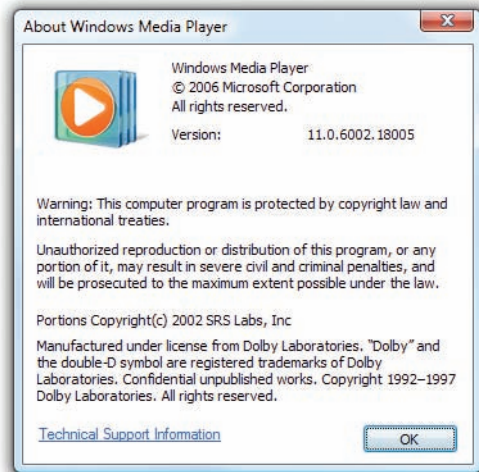 About Windows Media Player
Windows Media Player
© 2006 Microsoft Corporation
All rights reserved.
Version: 11.0.6002.18005
Warning: This computer program is protected by copyright law and
international treaties.
Unauthorized reproduction or distribution of this program, or any
portion of it, may result in severe civil and criminal penalties, and
will be prosecuted to the maximum extent possible under the law.
Portions Copyright(c) 2002 SRS Labs, Inc
Manufactured under license from Dolby Laboratories. "Dolby" and
the double-D symbol are registered trademarks of Dolby
Laboratories. Confidential unpublished works. Copyright 1992–1997
Dolby Laboratories. All rights reserved.
Technical Support Information
OK